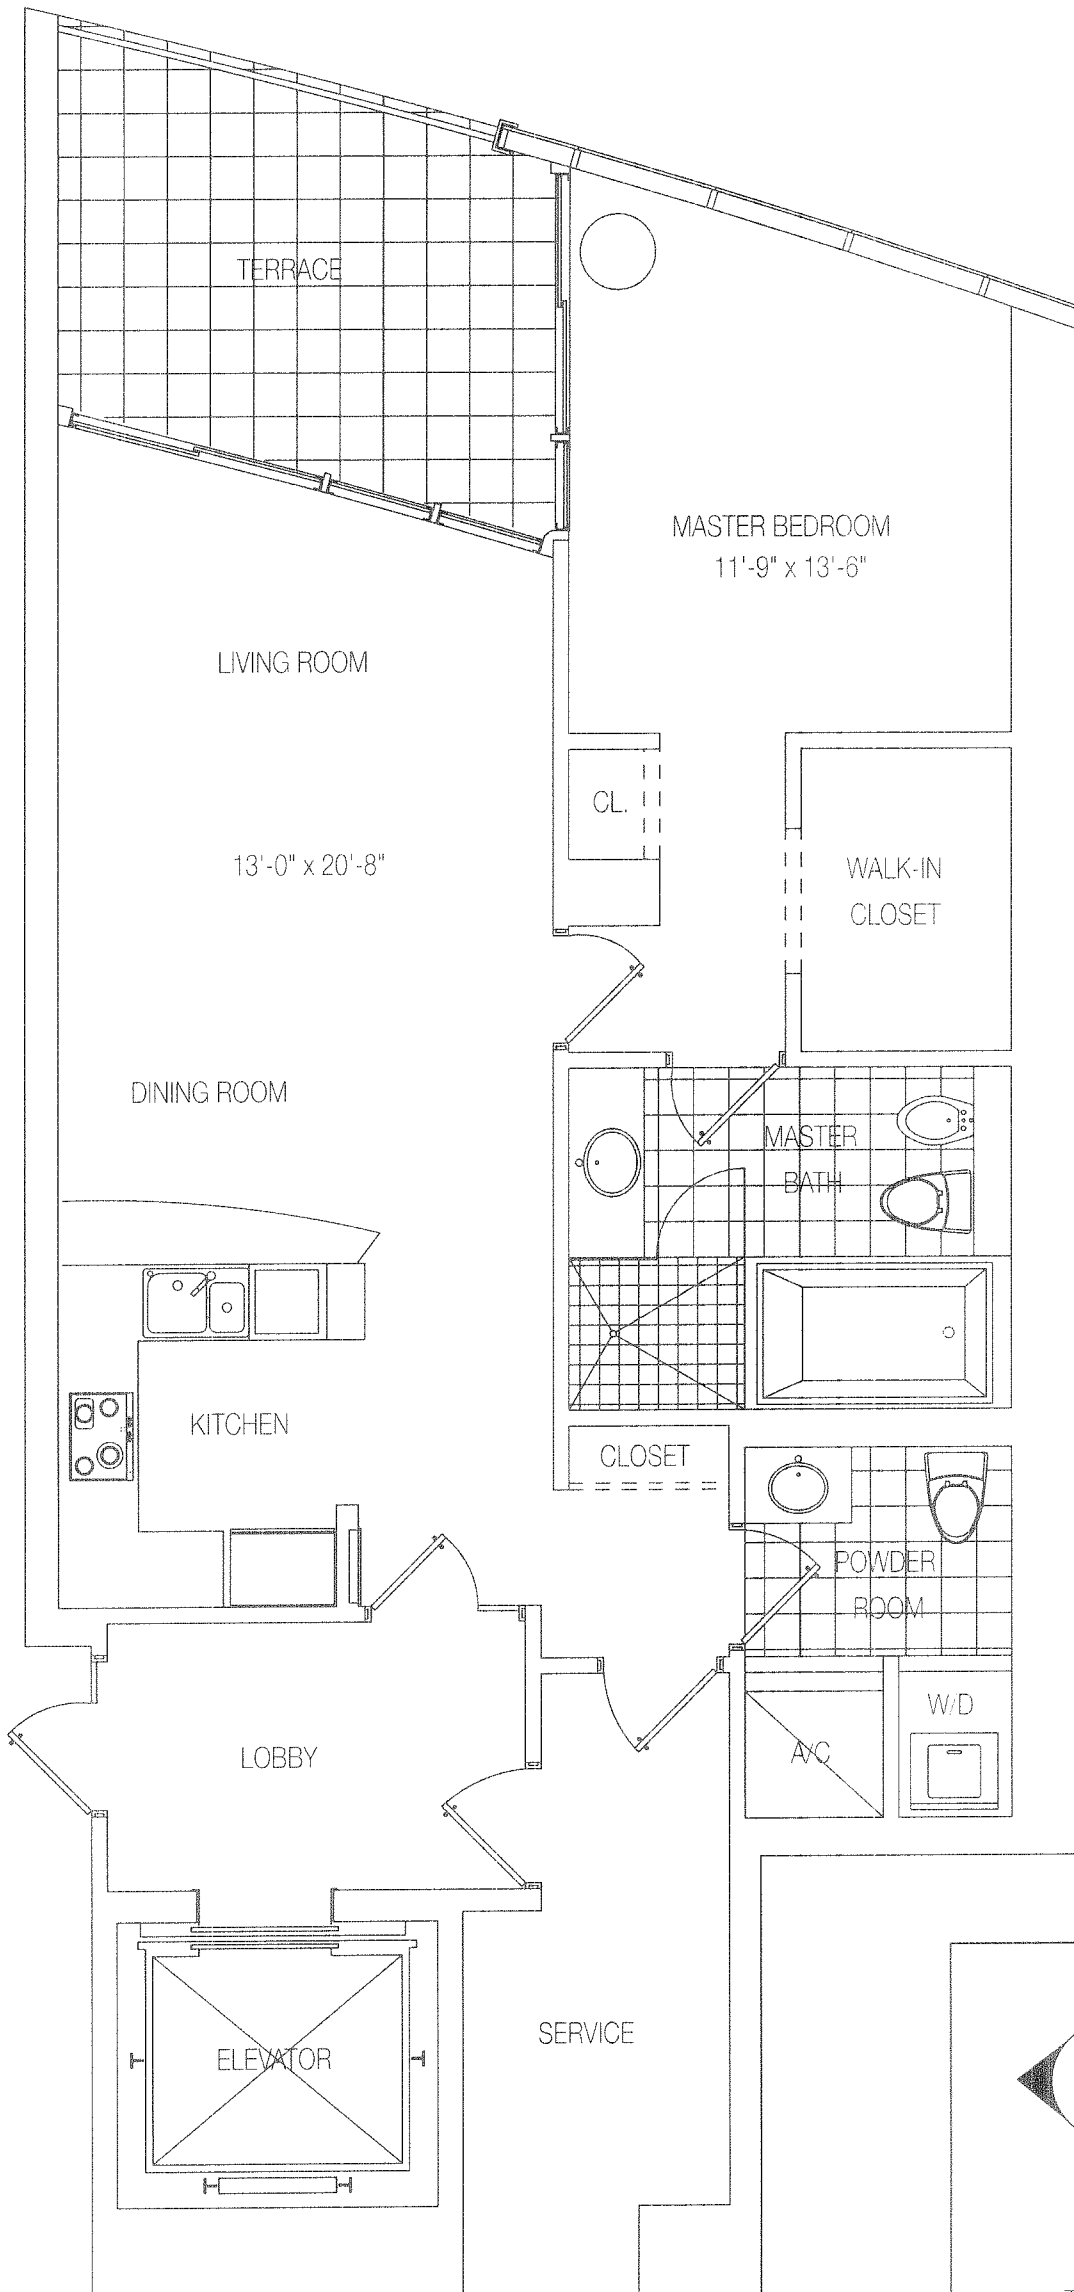 TERRACE
MASTER BEDROOM
11'-9" x 13'-6"
LIVING ROOM
CL.
13'-0" x 20'-8"
WALK-IN
CLOSET
DINING ROOM
MASTER
BATH
KITCHEN
CLOSET
POWDER
ROOM
W/D
A/C
LOBBY
SERVICE
ELEVATOR